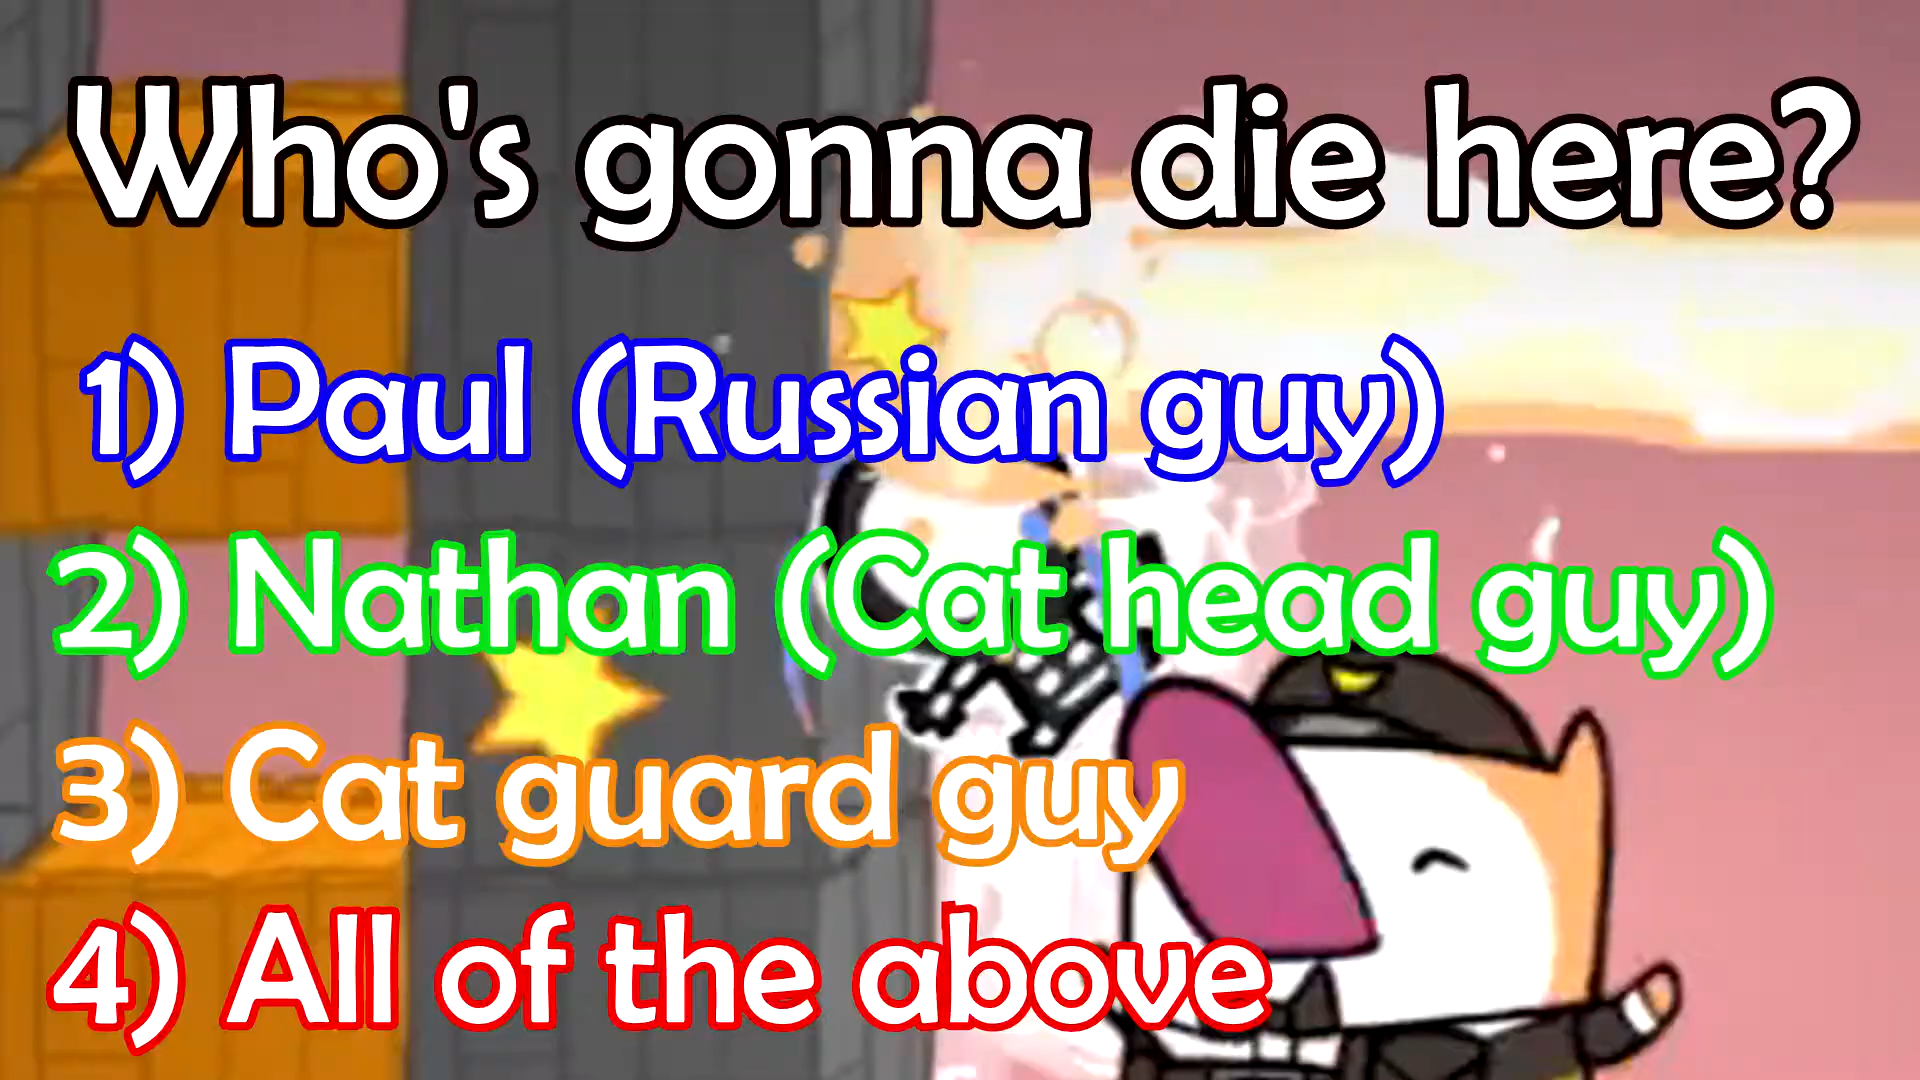 Who's gonna die here?
1) Paul (Russian guy)
2) Nathan (Cat head guy)
3) Cat guard guy
4) All of the above